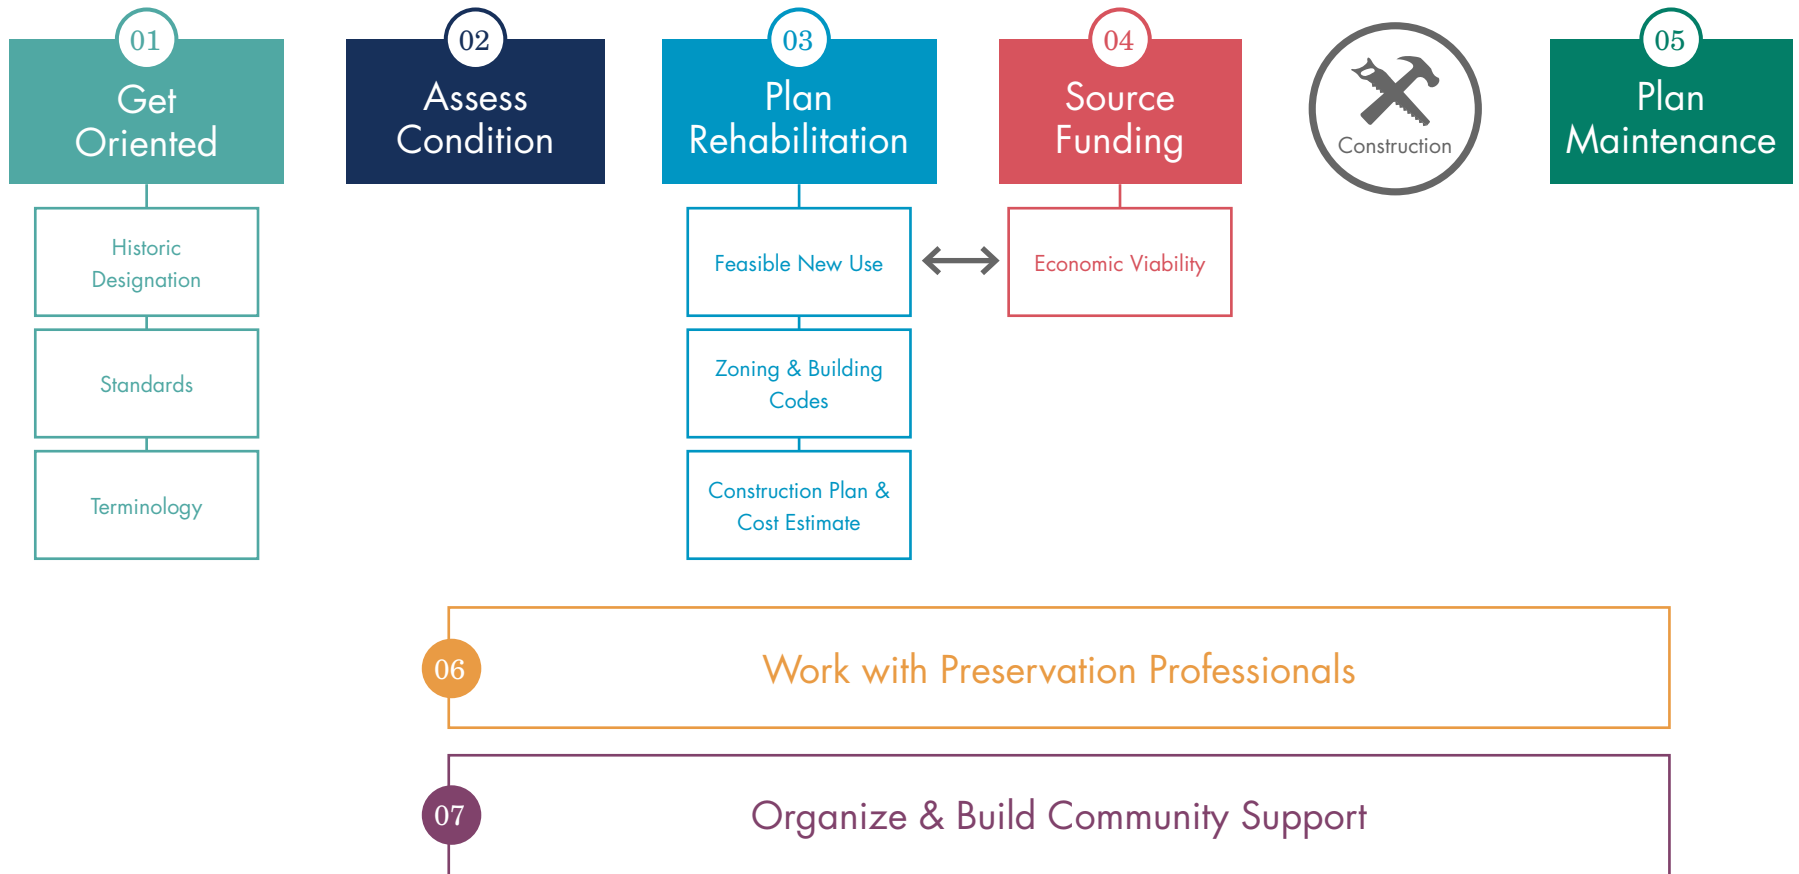 01
Get
Oriented
Historic
Designation
Standards
Terminology
02
Assess
Condition
03
Plan
Rehabilitation
Feasible New Use
Zoning & Building
Codes
Construction Plan &
Cost Estimate
04
Source
Funding
Economic Viability
Construction
05
Plan
Maintenance
06
Work with Preservation Professionals
07
Organize & Build Community Support